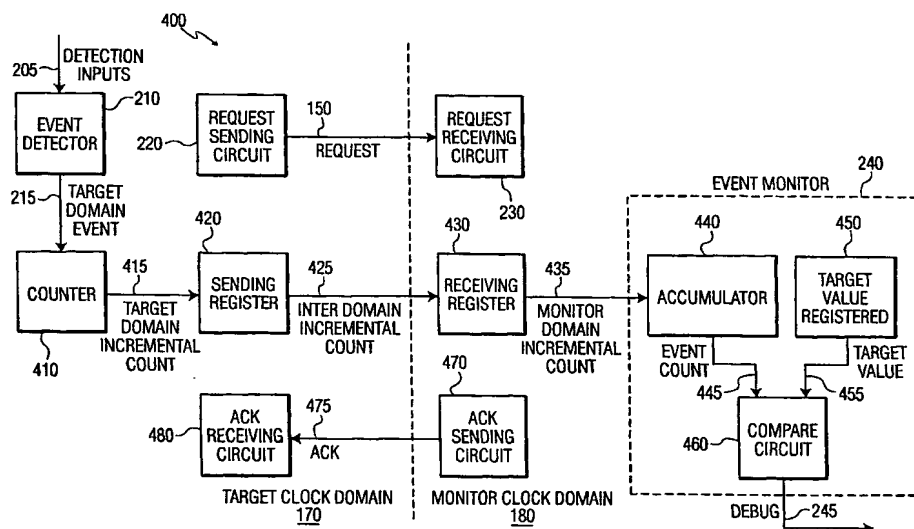 400
DETECTION
INPUTS
205
210
EVENT
DETECTOR
REQUEST
SENDING
CIRCUIT
220
150
REQUEST
REQUEST
RECEIVING
CIRCUIT
230
240
EVENT MONITOR
215
TARGET
DOMAIN
EVENT
COUNTER
410
415
TARGET
DOMAIN
INCREMENTAL
COUNT
420
SENDING
REGISTER
425
INTER DOMAIN
INCREMENTAL
COUNT
430
RECEIVING
REGISTER
435
MONITOR
DOMAIN
INCREMENTAL
COUNT
440
ACCUMULATOR
450
TARGET
VALUE
REGISTERED
EVENT
COUNT
445
TARGET
VALUE
455
460
COMPARE
CIRCUIT
480
ACK
RECEIVING
CIRCUIT
475
ACK
470
ACK
SENDING
CIRCUIT
TARGET CLOCK DOMAIN
170
MONITOR CLOCK DOMAIN
180
DEBUG
245